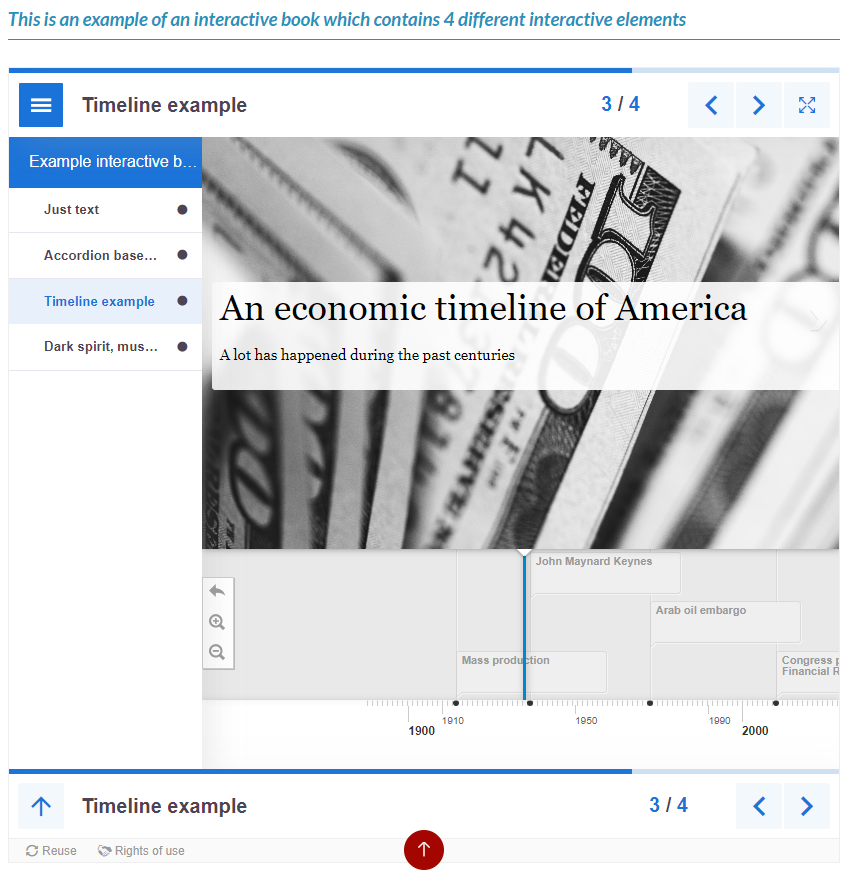 This is an example of an interactive book which contains 4 different interactive elements
Timeline example
3 / 4
Example interactive b...
Just text
Accordion base...
Timeline example
Dark spirit, mus...
An economic timeline of America
A lot has happened during the past centuries
John Maynard Keynes
Arab oil embargo
Mass production
Congress
Financial
1900
1910
1950
1990
2000
Timeline example
3 / 4
Reuse
Rights of use